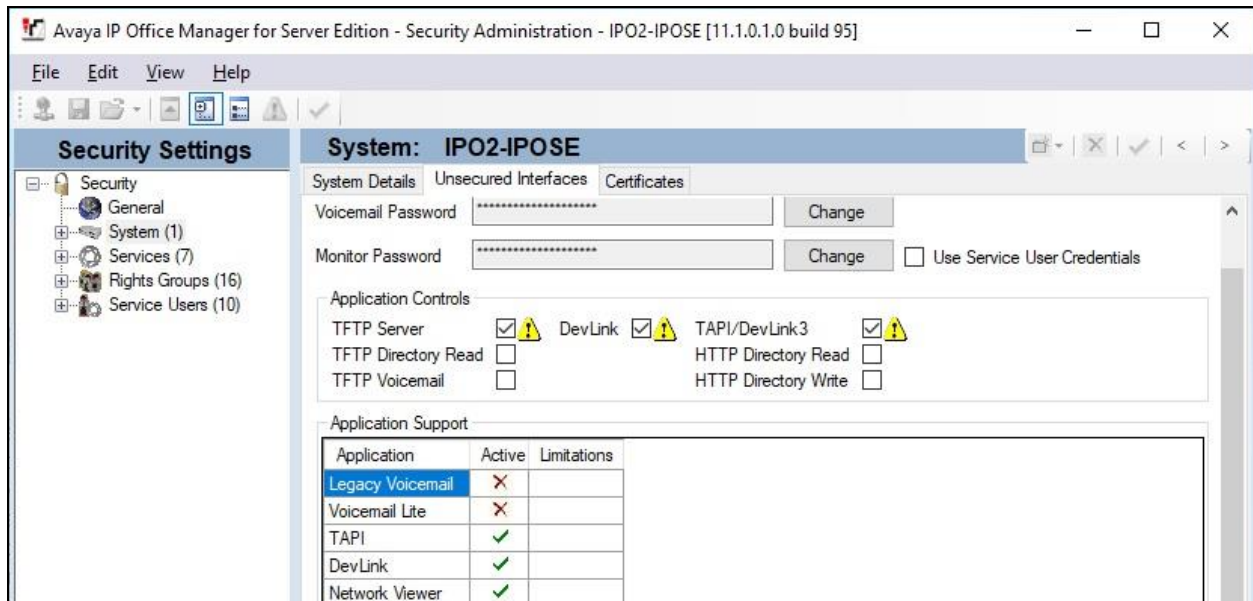 Avaya IP Office Manager for Server Edition - Security Administration - IPO2-IPOSE [11.1.0.1.0 build 95]
File Edit View Help
Security Settings
Security
General
System (1)
Services (7)
Rights Groups (16)
Service Users (10)
System: IPO2-IPOSE
System Details Unsecured Interfaces Certificates
Voicemail Password ******************** Change
Monitor Password ******************** Change Use Service User Credentials
Application Controls
TFTP Server DevLink TAPI/DevLink3
TFTP Directory Read HTTP Directory Read
TFTP Voicemail HTTP Directory Write
Application Support
Application Active Limitations
Legacy Voicemail
Voicemail Lite
TAPI
DevLink
Network Viewer